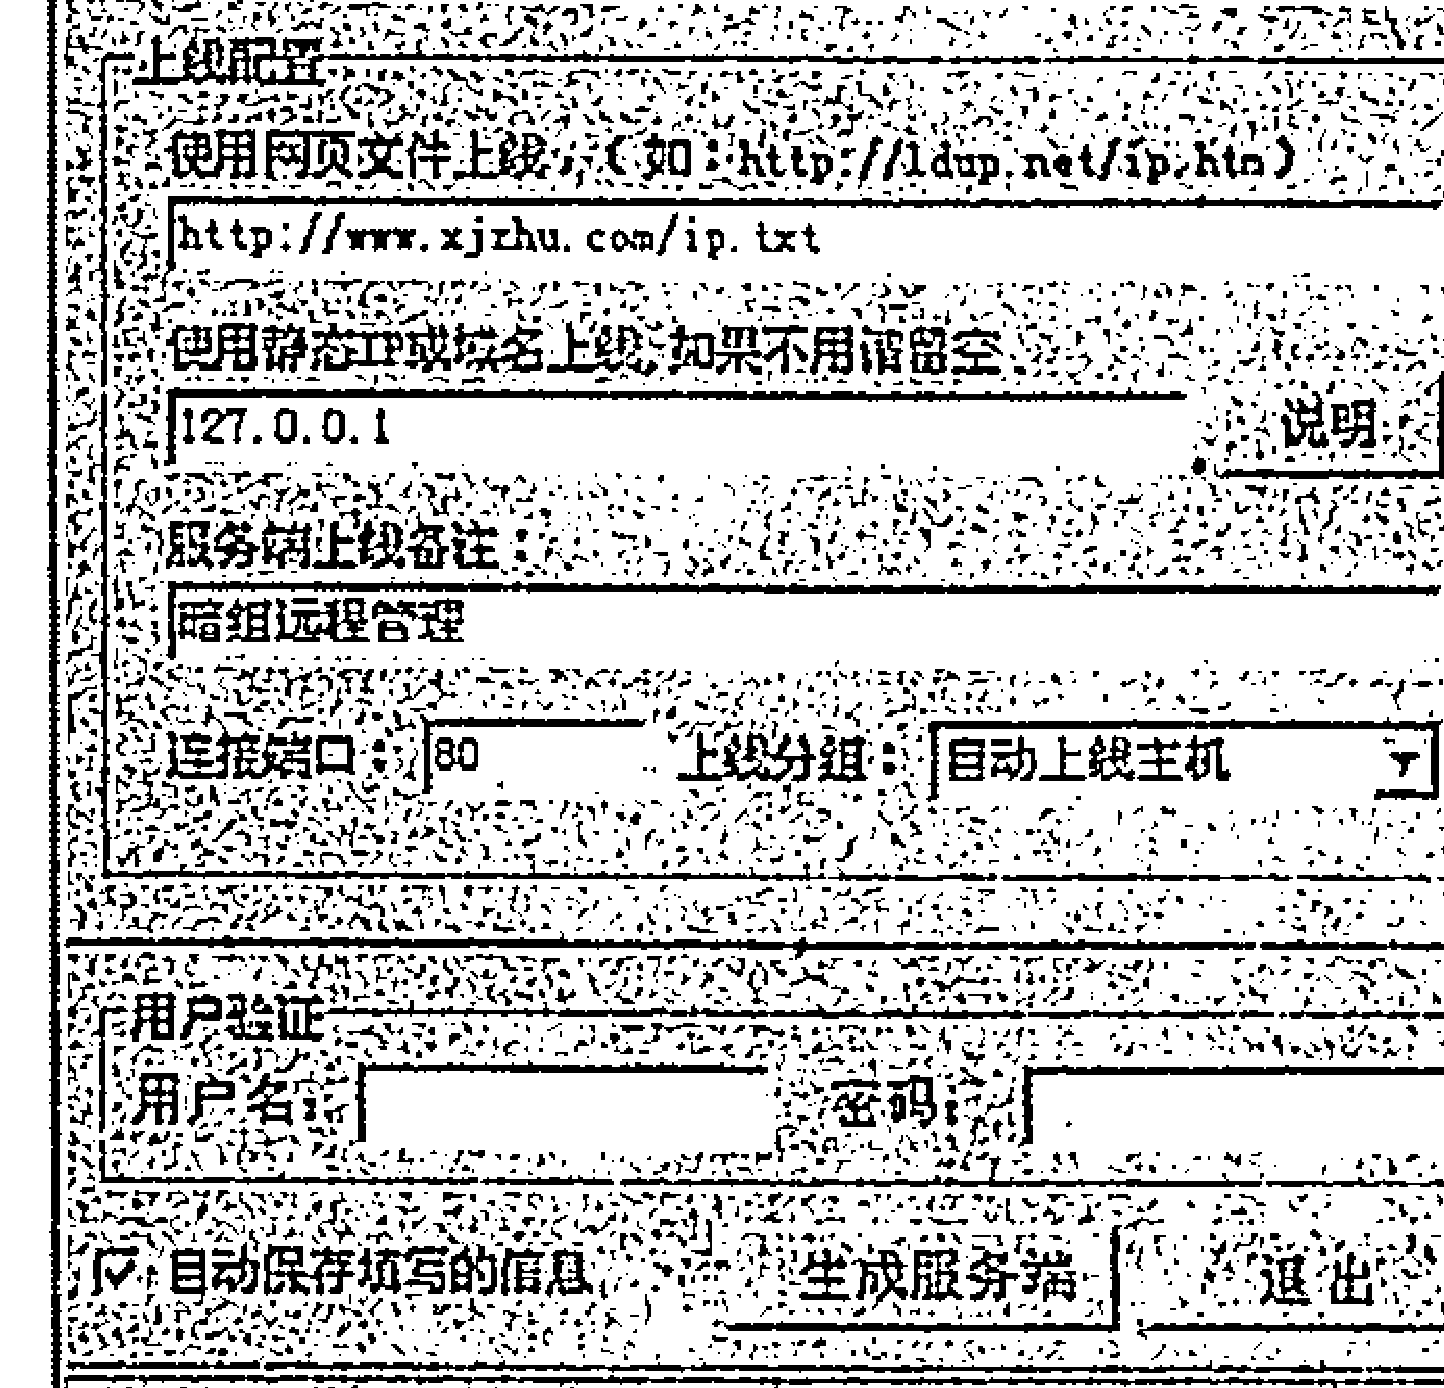 上线配置
使用网页文件上线,(如:http://ldup.net/ip.htm)
http://www.xjzhu.com/ip.txt
使用静态IP或域名上线,如果不用请留空
127.0.0.1 说明
服务端上线备注:
暗组远程管理
连接端口: 80 上线分组: 自动上线主机
用户验证
用户名: 密码:
自动保存填写的信息 生成服务端 退出